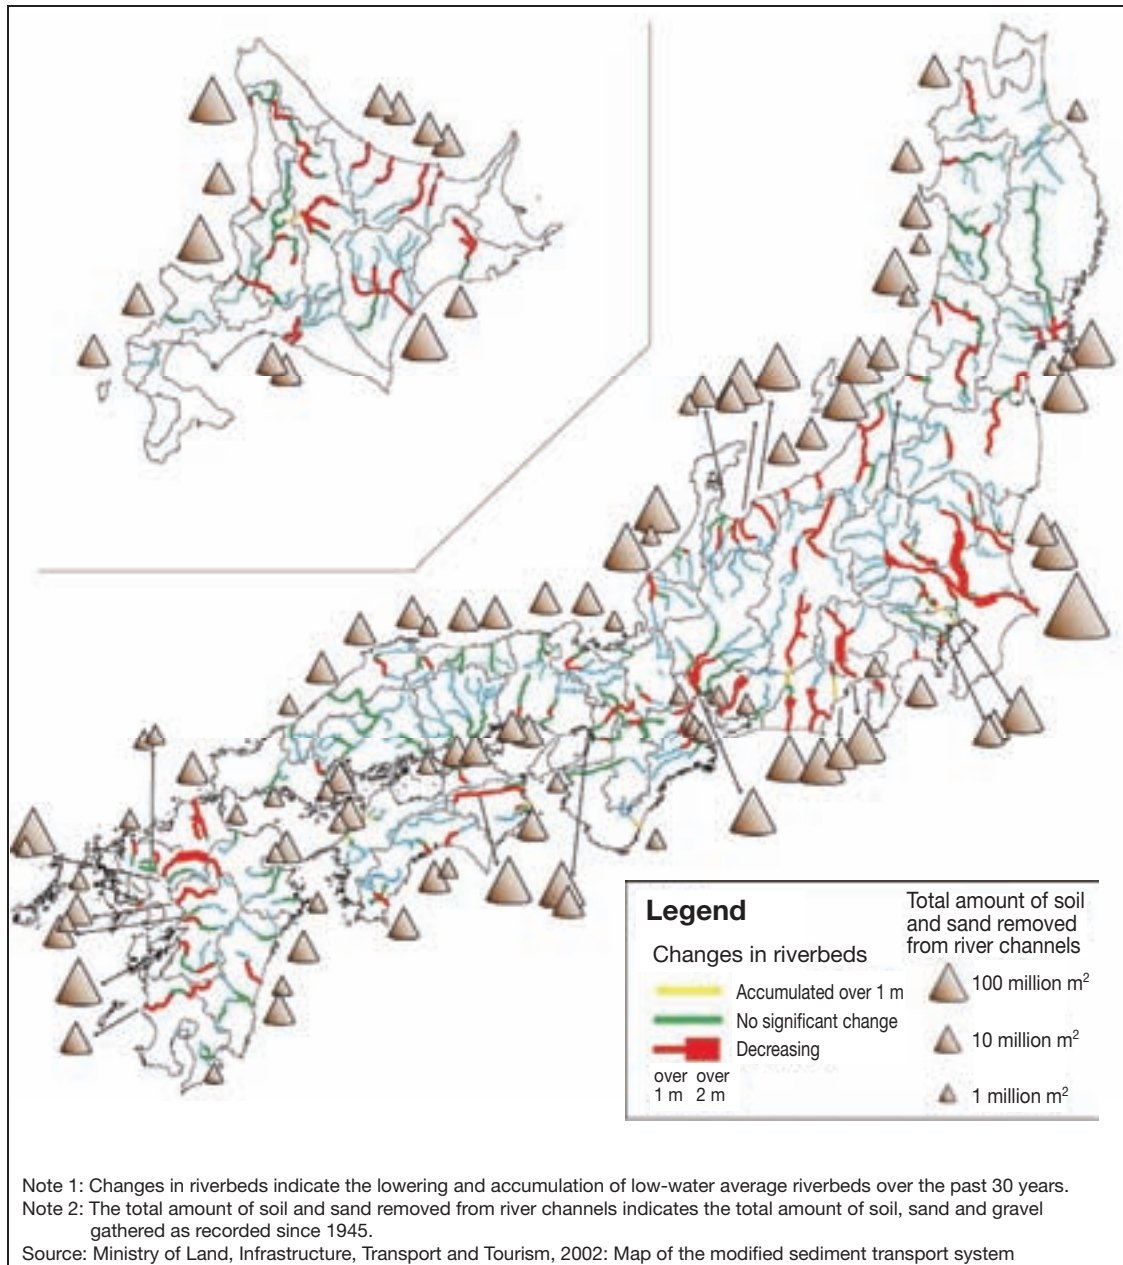 Legend
Changes in riverbeds
Accumulated over 1 m
No significant change
Decreasing
over over
1 m 2 m
Total amount of soil
and sand removed
from river channels
100 million m²
10 million m²
1 million m²
Note 1: Changes in riverbeds indicate the lowering and accumulation of low-water average riverbeds over the past 30 years.
Note 2: The total amount of soil and sand removed from river channels indicates the total amount of soil, sand and gravel
gathered as recorded since 1945.
Source: Ministry of Land, Infrastructure, Transport and Tourism, 2002: Map of the modified sediment transport system